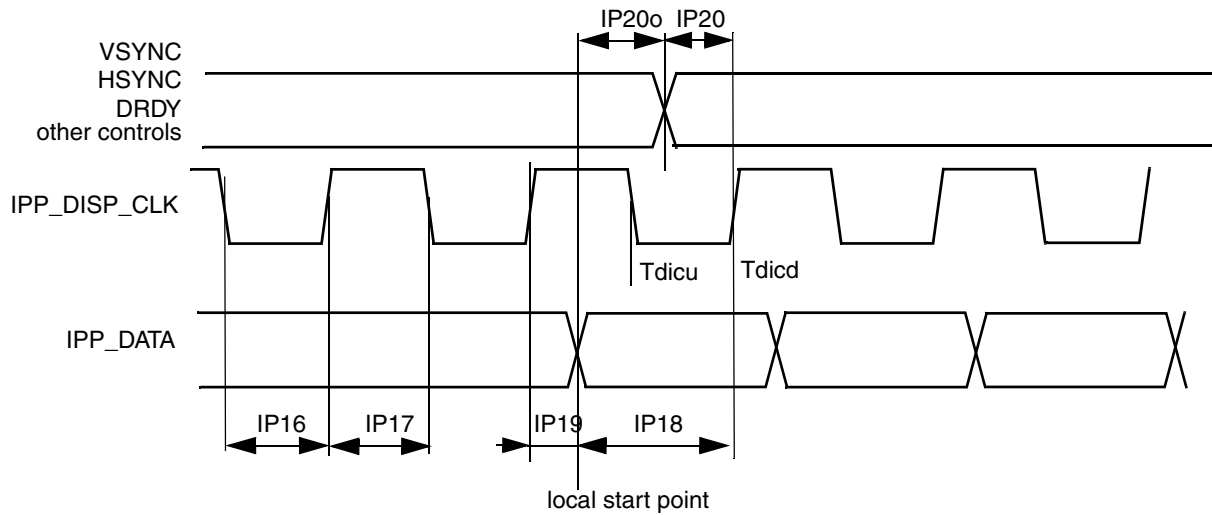 IP20o IP20
VSYNC
HSYNC
DRDY
other controls
IPP_DISP_CLK
Tdicu Tdicd
IPP_DATA
IP16 IP17 IP19 IP18
local start point